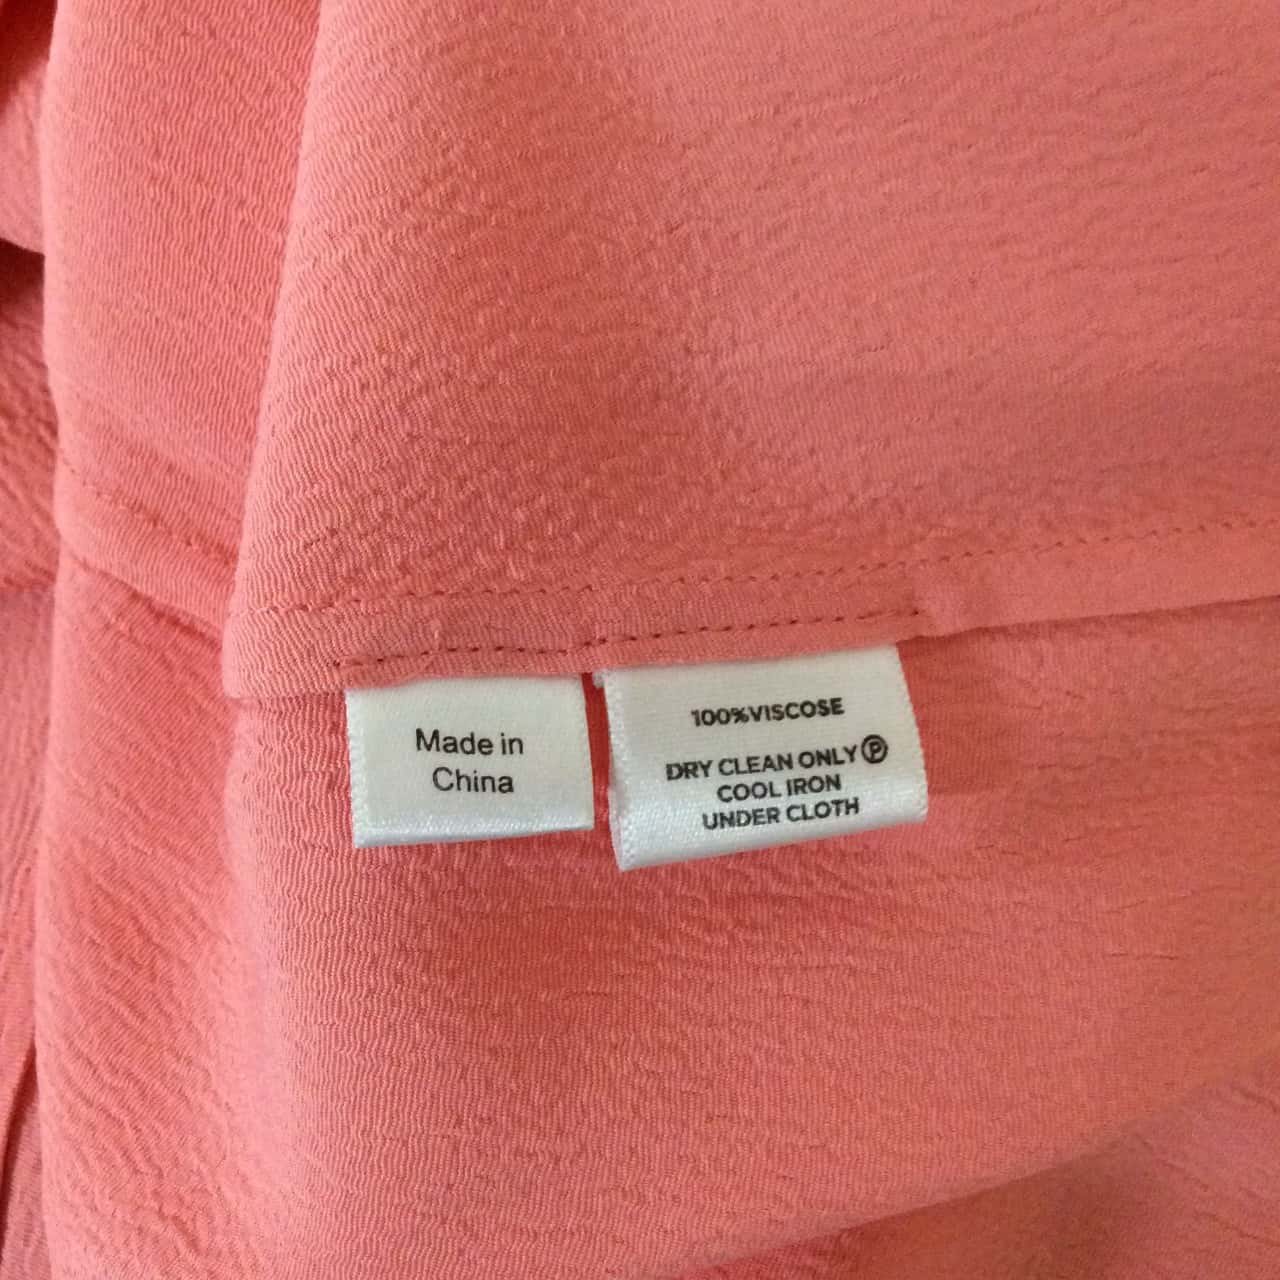 Made in
China
100%VISCOSE
DRY CLEAN ONLY Ⓟ
COOL IRON
UNDER CLOTH